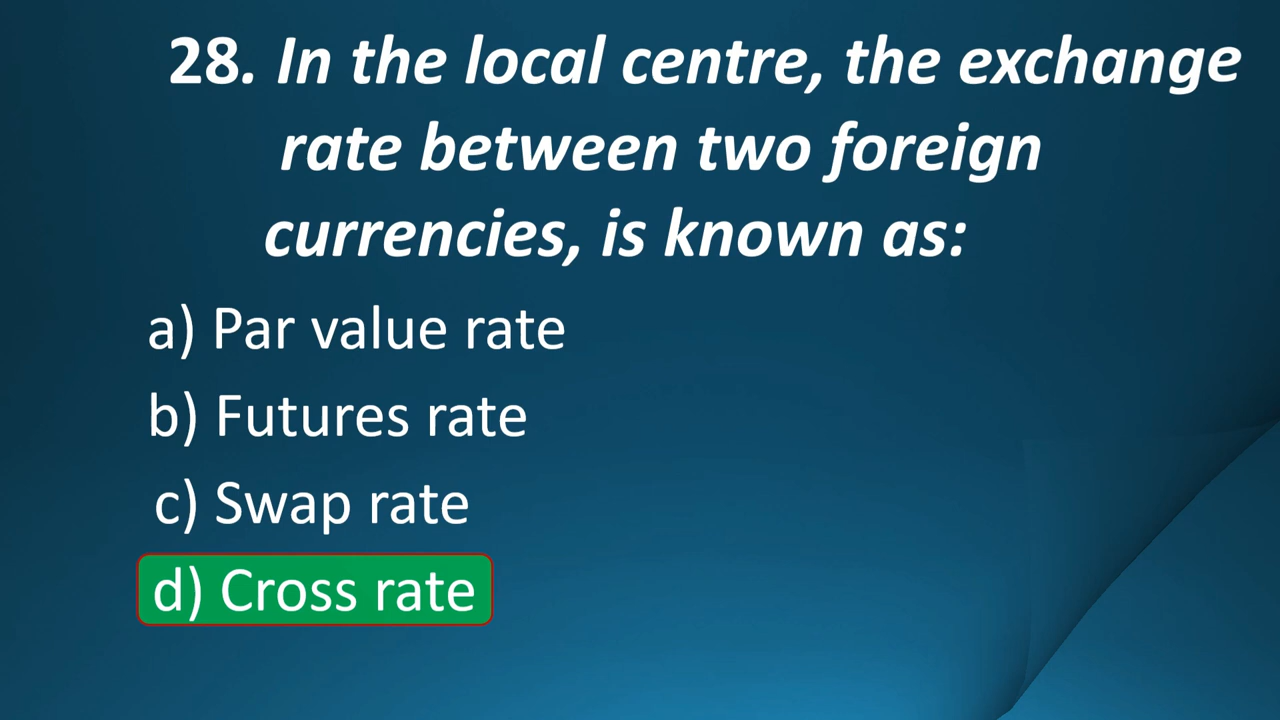 28. In the local centre, the exchange
rate between two foreign
currencies, is known as:
a) Par value rate
b) Futures rate
c) Swap rate
d) Cross rate